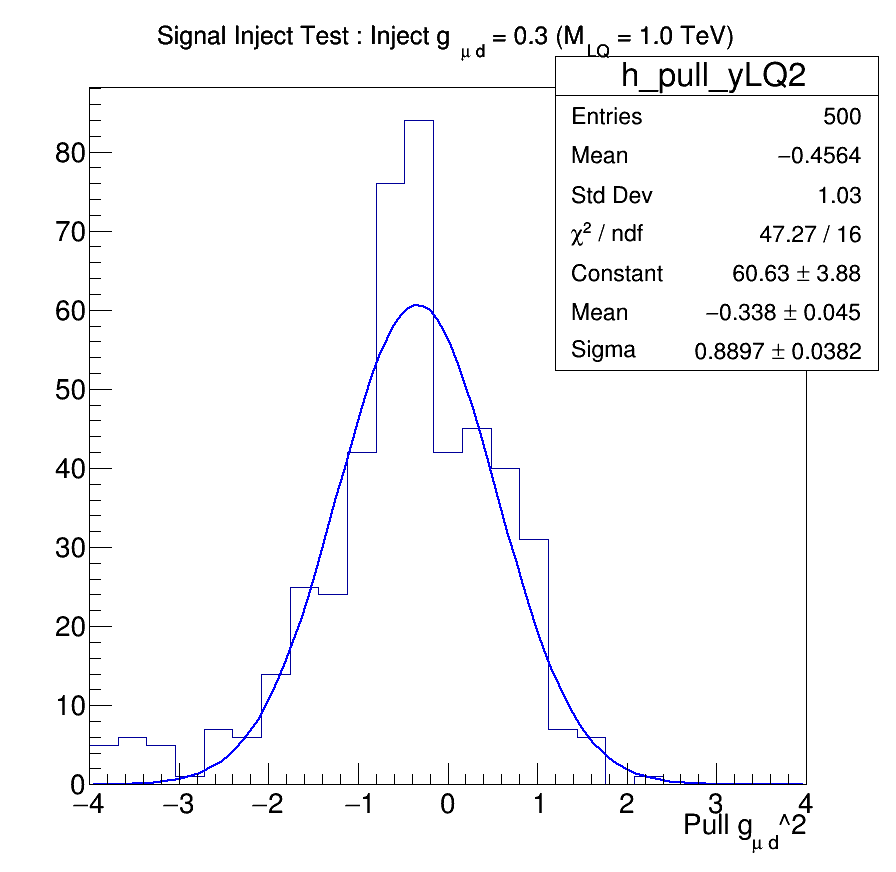 Signal Inject Test : Inject g μ d = 0.3 (M LQ = 1.0 TeV)
h_pull_yLQ2
Entries 500
Mean −0.4564
Std Dev 1.03
χ² / ndf 47.27 / 16
Constant 60.63 ± 3.88
Mean −0.338 ± 0.045
Sigma 0.8897 ± 0.0382
80
70
60
50
40
30
20
10
0
−4 −3 −2 −1 0 1 2 3 4
Pull g μ d ^2